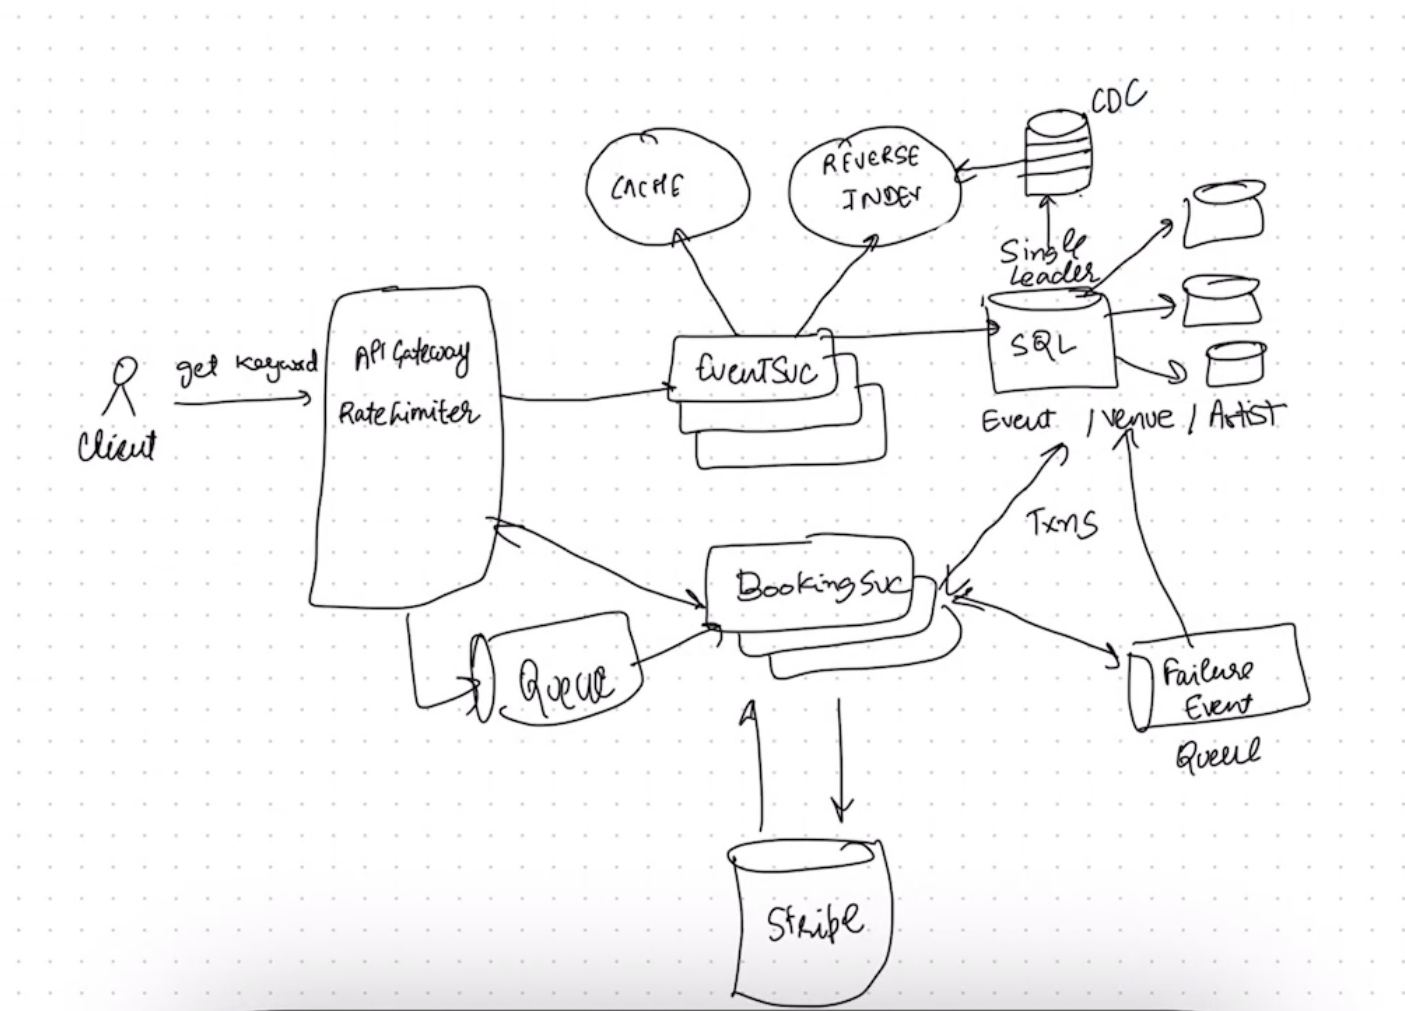 CDC
CACHE
REVERSE
INDEX
Single
Leader
get keyword
API Gateway
RateLimiter
Client
EventSvc
SQL
Event / Venue / Artist
Txns
BookingSvc
Queue
Failure
Event
Queue
Stripe